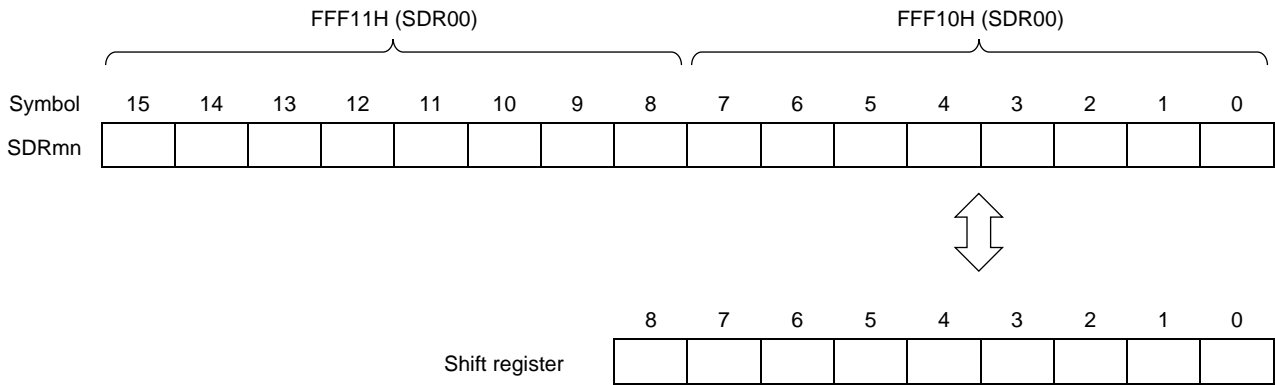 FFF11H (SDR00) FFF10H (SDR00)
Symbol 15 14 13 12 11 10 9 8 7 6 5 4 3 2 1 0
SDRmn
8 7 6 5 4 3 2 1 0
Shift register